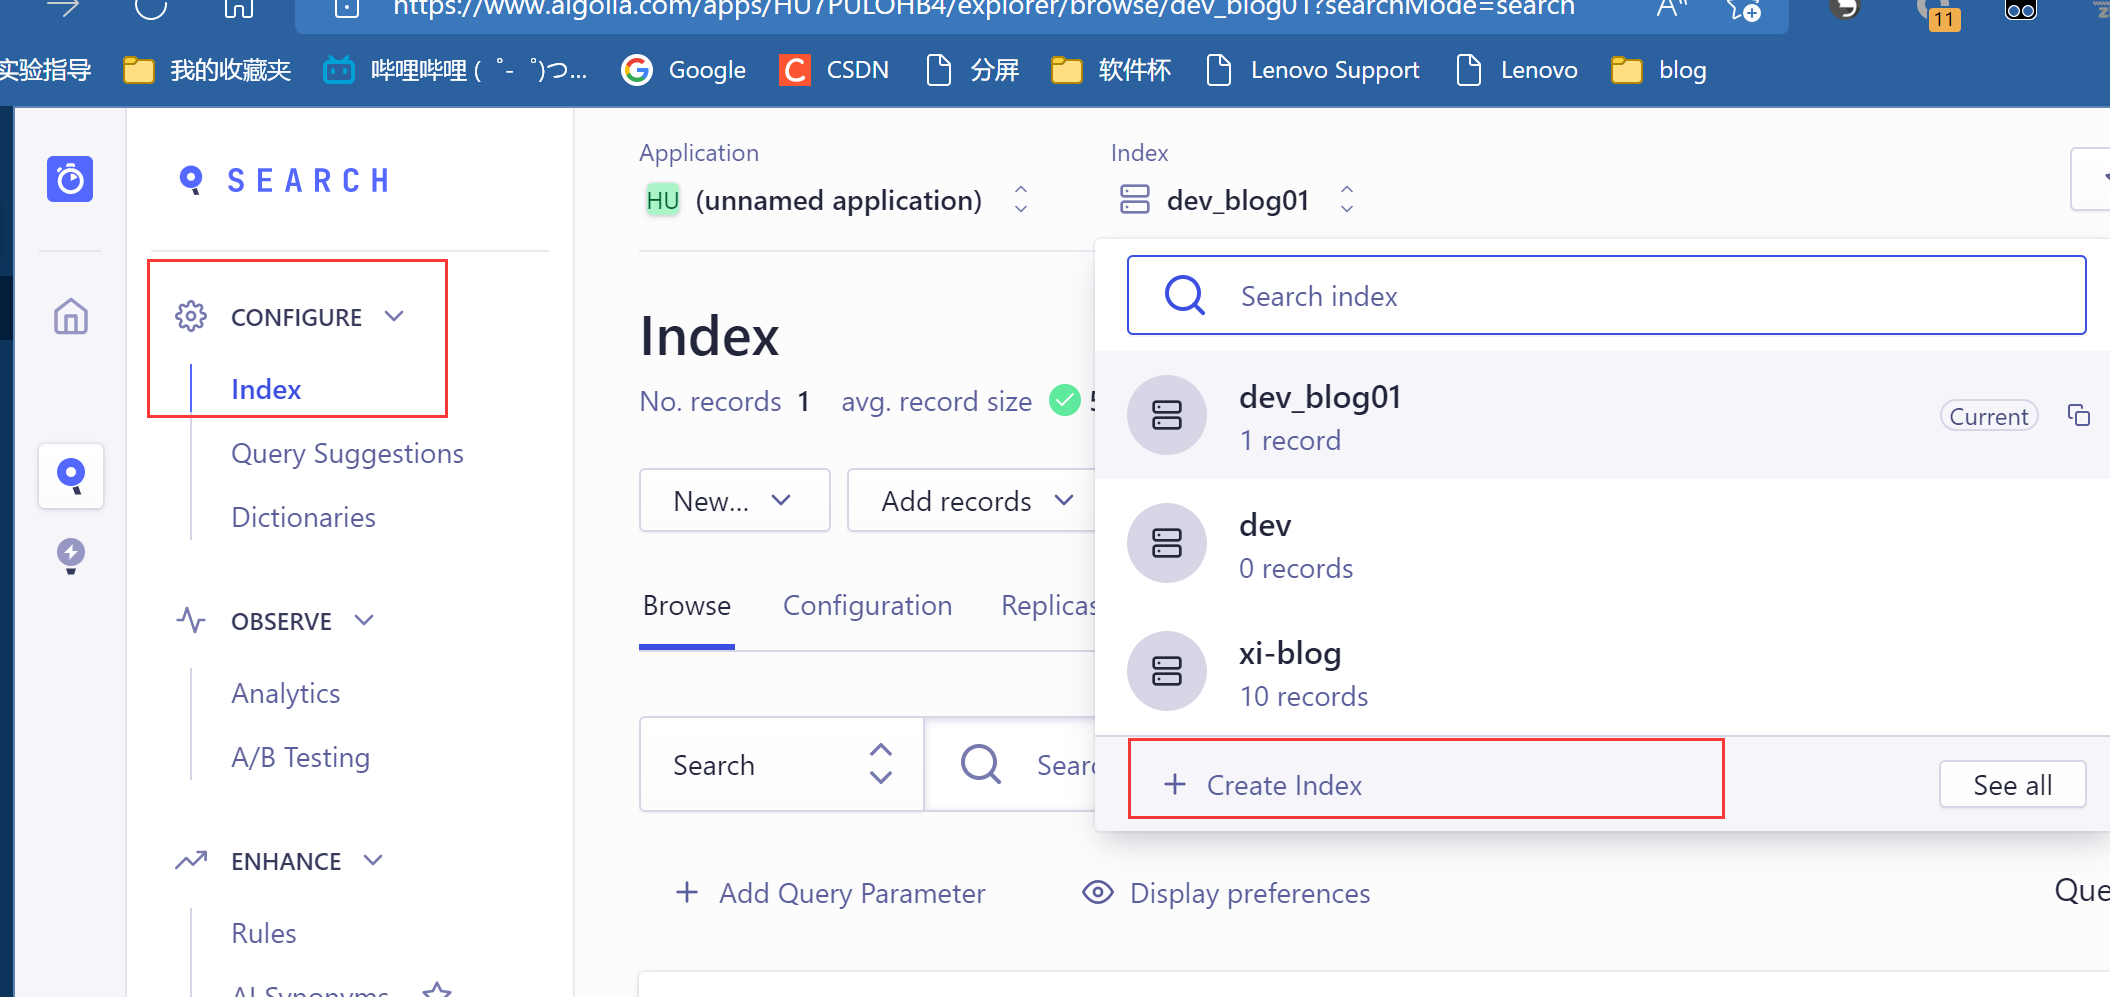 https://www.algolia.com/apps/HU7PULOHB4/explorer/browse/dev_blog01?searchMode=search
A"
11
实验指导 我的收藏夹 哔哩哔哩 ( ゜- ゜)つ... Google CSDN 分屏 软件杯 Lenovo Support Lenovo blog
SEARCH
CONFIGURE
Index
Query Suggestions
Dictionaries
OBSERVE
Analytics
A/B Testing
ENHANCE
Rules
AI Synonyms
Application
HU (unnamed application)
Index
dev_blog01
Index
No. records 1 avg. record size
New... Add records
Browse Configuration Replicas
Search
Search index
dev_blog01
1 record
Current
dev
0 records
xi-blog
10 records
+ Create Index
See all
+ Add Query Parameter
Display preferences
Que